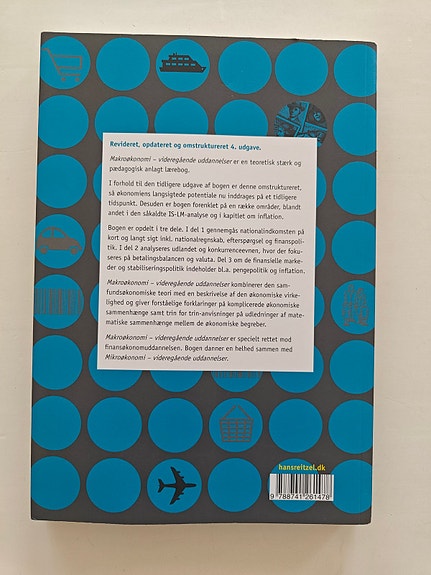 Revideret, opdateret og omstruktureret 4. udgave.
Makroøkonomi – videregående uddannelser er en teoretisk stærk og
pædagogisk anlagt lærebog.
I forhold til den tidligere udgave af bogen er denne omstruktureret,
så økonomiens langsigtede potentiale nu inddrages på et tidligere
tidspunkt. Desuden er bogen forenklet på en række områder, blandt
andet i den såkaldte IS-LM-analyse og i kapitlet om inflation.
Bogen er opdelt i tre dele. I del 1 gennemgås nationalindkomsten på
kort og langt sigt inkl. nationalregnskab, efterspørgsel og finanspoli-
tik. I del 2 analyseres udlandet og konkurrenceevnen, hvor der foku-
seres på betalingsbalancen og valuta. Del 3 om de finansielle marke-
der og stabiliseringspolitik indeholder bl.a. pengepolitik og inflation.
Makroøkonomi – videregående uddannelser kombinerer den sam-
fundsøkonomiske teori med en beskrivelse af den økonomiske virke-
lighed og giver forståelige forklaringer på komplicerede økonomiske
sammenhænge samt trin for trin-anvisninger på udledninger af mate-
matiske sammenhænge mellem de økonomiske begreber.
Makroøkonomi – videregående uddannelser er specielt rettet mod
finansøkonomuddannelsen. Bogen danner en helhed sammen med
Mikroøkonomi – videregående uddannelser.
hansreitzel.dk
9 788741 261478